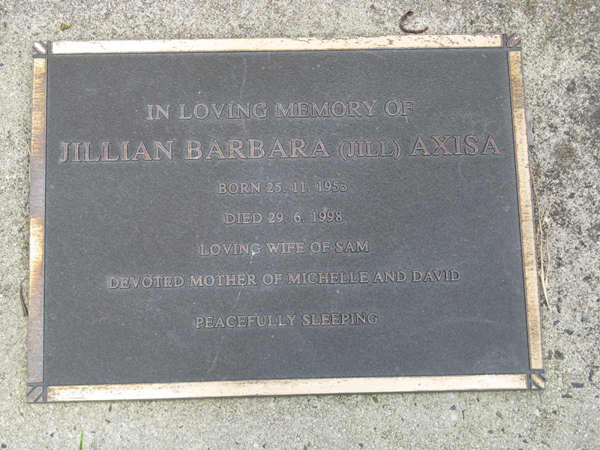 IN LOVING MEMORY OF
JILLIAN BARBARA (JILL) AXISA
BORN 25. 11. 1953
DIED 29. 6. 1998
LOVING WIFE OF SAM
DEVOTED MOTHER OF MICHELLE AND DAVID
PEACEFULLY SLEEPING